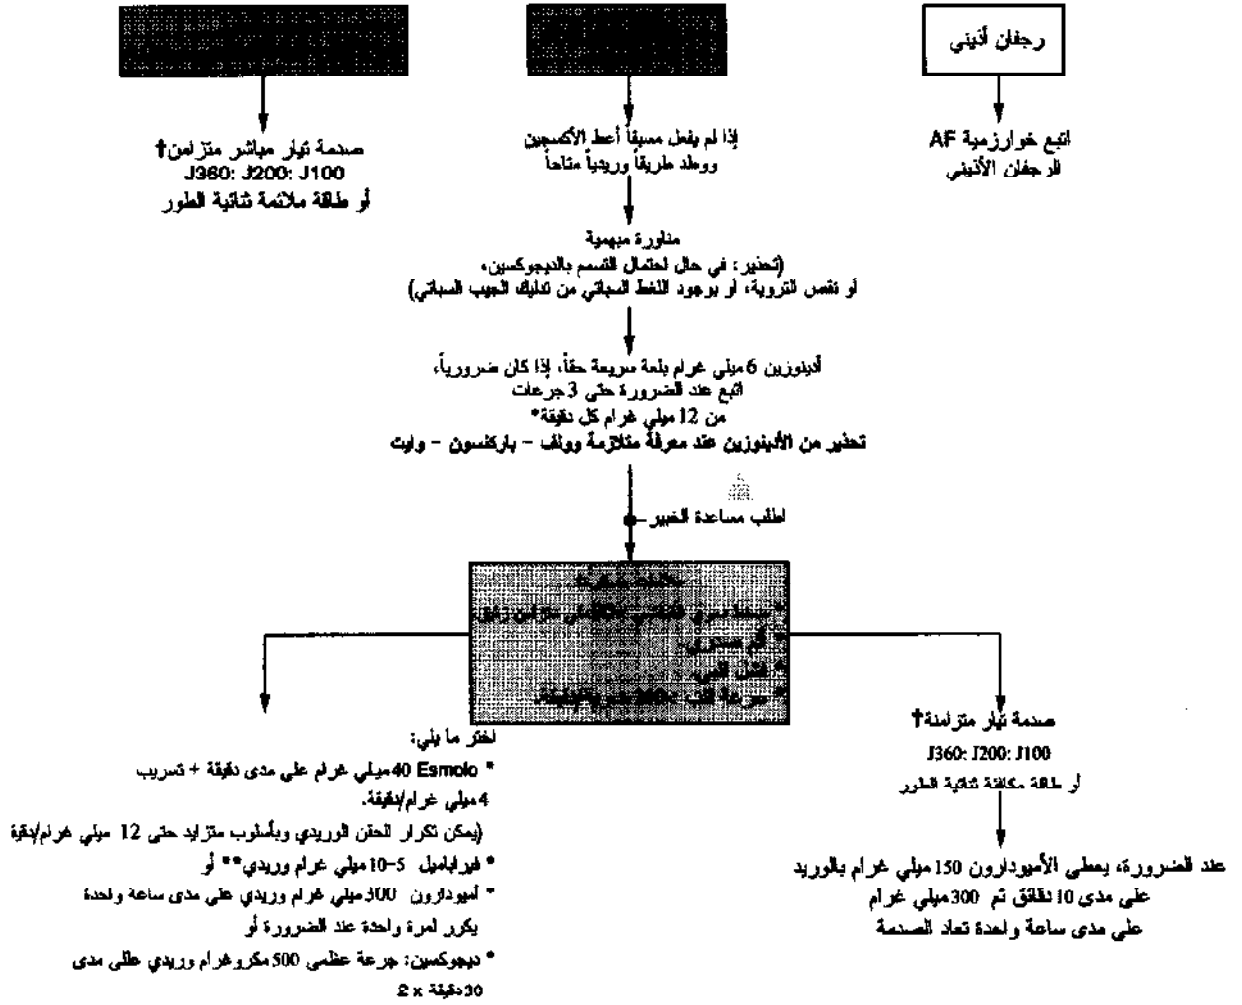 رجفان أذيني
اتبع خوارزمية AF
للرجفان الأذيني
إذا لم يفعل مسبقاً أعط الأكسجين
ووطد طريقاً وريدياً متاحاً
صدمة تيار مباشر متزامن†
J360: J200: J100
أو طاقة ملائمة ثنائية الطور
مناورة مبهمية
(تحذير: في حال احتمال التسمم بالديجوكسين،
أو نقص التروية، أو بوجود اللغط السباتي من تدليك الجيب السباتي)
أدينوزين 6 ميلي غرام بلعة سريعة حقاً، إذا كان ضرورياً،
اتبع عند الضرورة حتى 3 جرعات
من 12 ميلي غرام كل دقيقة*
تحذير من الأدينوزين عند معرفة متلازمة وولف - باركنسون - وايت
اطلب مساعدة الخبير
صدمة تيار متزامنة†
J360: J200: J100
أو طاقة مكافئة ثنائية الطور
عند الضرورة، يعطى الأميودارون 150 ميلي غرام بالوريد
على مدى 10 دقائق ثم 300 ميلي غرام
على مدى ساعة واحدة تعاد الصدمة
اختر ما يلي:
* Esmolo 40 ميلي غرام على مدى دقيقة + تسريب
4 ميلي غرام/دقيقة.
(يمكن تكرار الحقن الوريدي وبأسلوب متزايد حتى 12 ميلي غرام/دقيقة
* فيراباميل 5-10 ميلي غرام وريدي** أو
* أميودارون 300 ميلي غرام وريدي على مدى ساعة واحدة
يكرر لمرة واحدة عند الضرورة أو
* ديجوكسين: جرعة عظمى 500 مكروغرام وريدي على مدى
30 دقيقة x 2